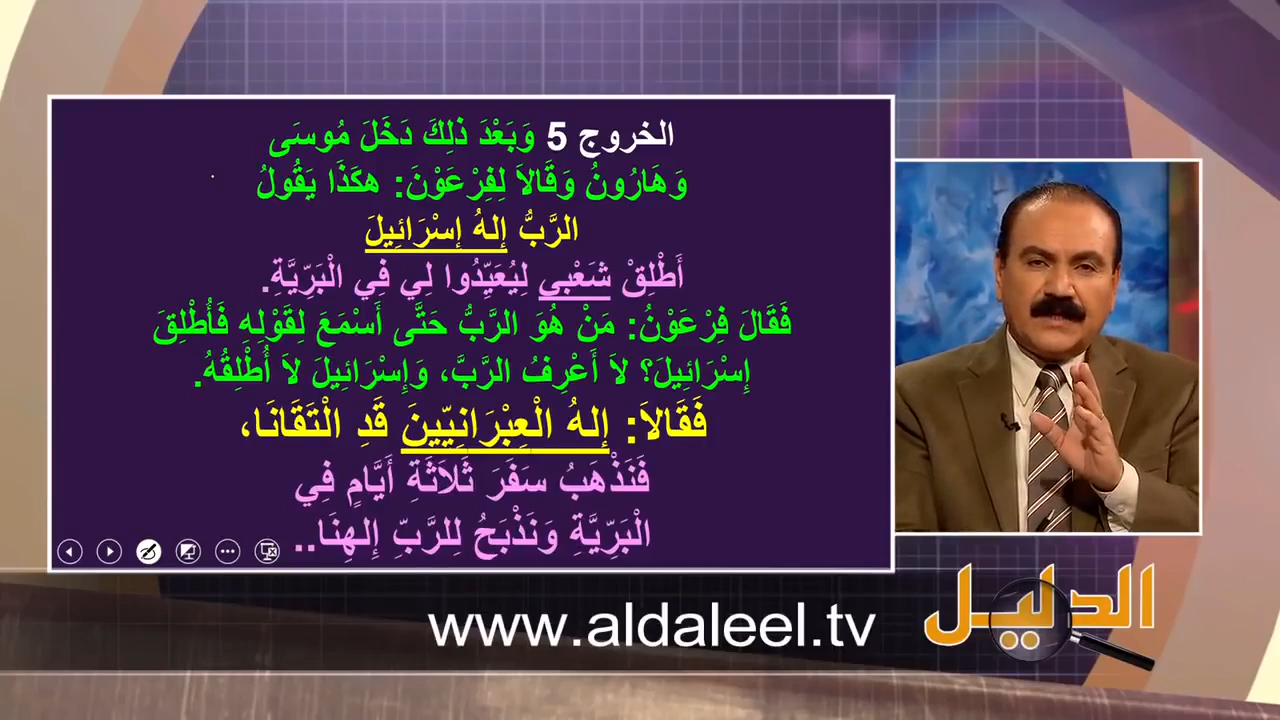 الخروج 5 وَبَعْدَ ذلِكَ دَخَلَ مُوسَى
وَهَارُونُ وَقَالاَ لِفِرْعَوْنَ: هكَذَا يَقُولُ
الرَّبُّ إِلهُ إِسْرَائِيلَ
أَطْلِقْ شَعْبِي لِيُعَيِّدُوا لِي فِي الْبَرِّيَّةِ.
فَقَالَ فِرْعَوْنُ: مَنْ هُوَ الرَّبُّ حَتَّى أَسْمَعَ لِقَوْلِهِ فَأُطْلِقَ
إِسْرَائِيلَ؟ لاَ أَعْرِفُ الرَّبَّ، وَإِسْرَائِيلَ لاَ أُطْلِقُهُ.
فَقَالاَ: إِلهُ الْعِبْرَانِيِّينَ قَدِ الْتَقَانَا،
فَنَذْهَبُ سَفَرَ ثَلاَثَةِ أَيَّامٍ فِي
الْبَرِّيَّةِ وَنَذْبَحُ لِلرَّبِّ إِلهِنَا..
www.aldaleel.tv
الدليل